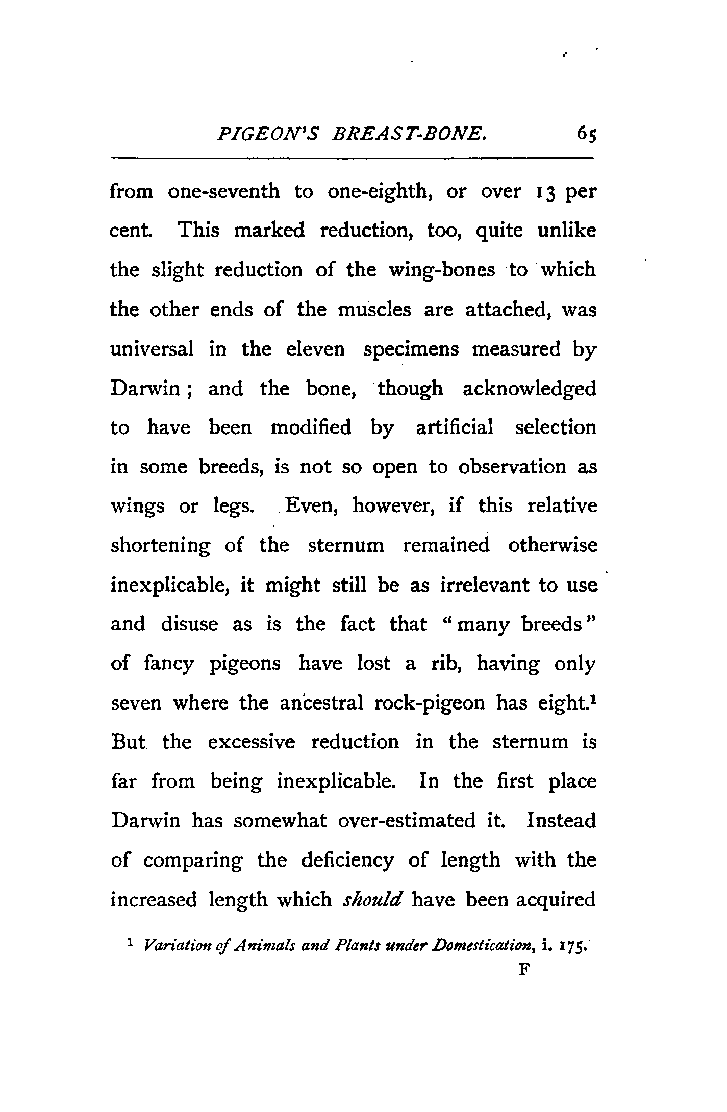 PIGEON'S BREAST-BONE. 65
from one-seventh to one-eighth, or over 13 per
cent. This marked reduction, too, quite unlike
the slight reduction of the wing-bones to which
the other ends of the muscles are attached, was
universal in the eleven specimens measured by
Darwin ; and the bone, though acknowledged
to have been modified by artificial selection
in some breeds, is not so open to observation as
wings or legs. Even, however, if this relative
shortening of the sternum remained otherwise
inexplicable, it might still be as irrelevant to use
and disuse as is the fact that "many breeds"
of fancy pigeons have lost a rib, having only
seven where the ancestral rock-pigeon has eight.¹
But the excessive reduction in the sternum is
far from being inexplicable. In the first place
Darwin has somewhat over-estimated it. Instead
of comparing the deficiency of length with the
increased length which should have been acquired
¹ Variation of Animals and Plants under Domestication, i. 175.
F